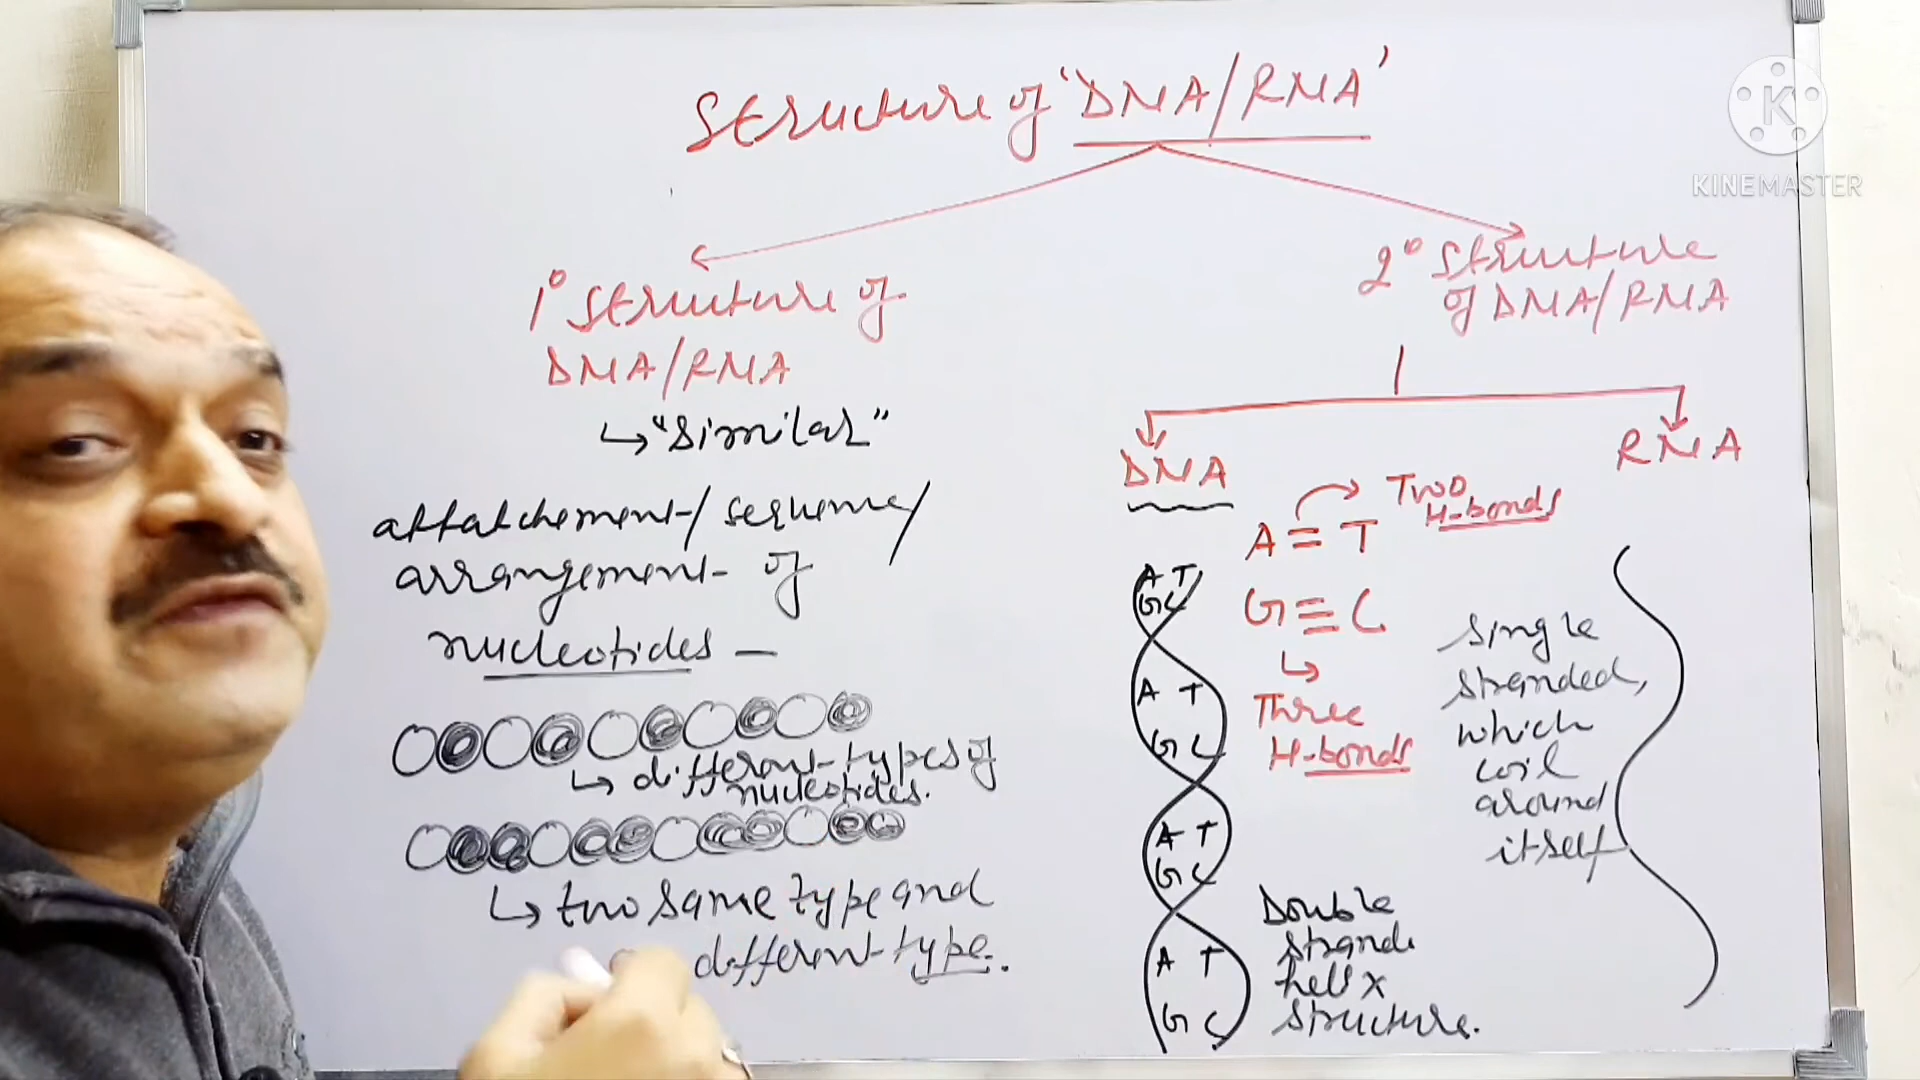 Structure of 'DNA/RNA'
KINEMASTER
1° Structure of
DNA/RNA
↳ "Similar"
attatchement/sequence/
arrangement of
nucleotides —
↳ different types of
nucleotides.
↳ two same type and
different type.
2° Structure
of DNA/RNA
DNA
RNA
A = T
Two
H-bonds
G ≡ C
↳
Three
H-bonds
A T
G C
A T
G C
A T
G C
A T
G C
Double
strand
helix
structure.
single
stranded,
which
coil
around
itself